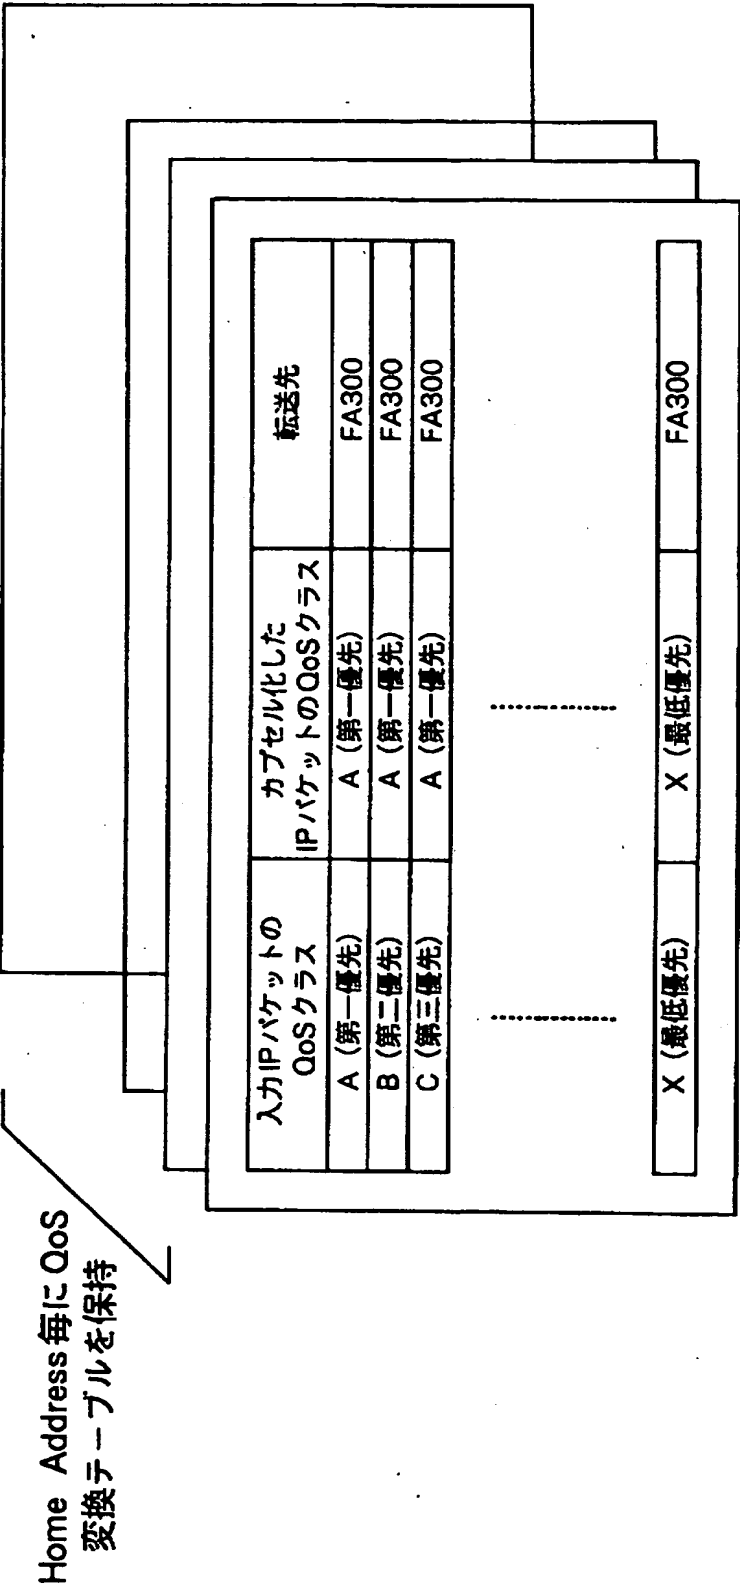 Home Address毎にQoS
変換テーブルを保持
入力IPパケットの
QoSクラス
カプセル化した
IPパケットのQoSクラス
転送先
A (第一優先) A (第一優先) FA300
B (第二優先) A (第一優先) FA300
C (第三優先) A (第一優先) FA300
X (最低優先) X (最低優先) FA300